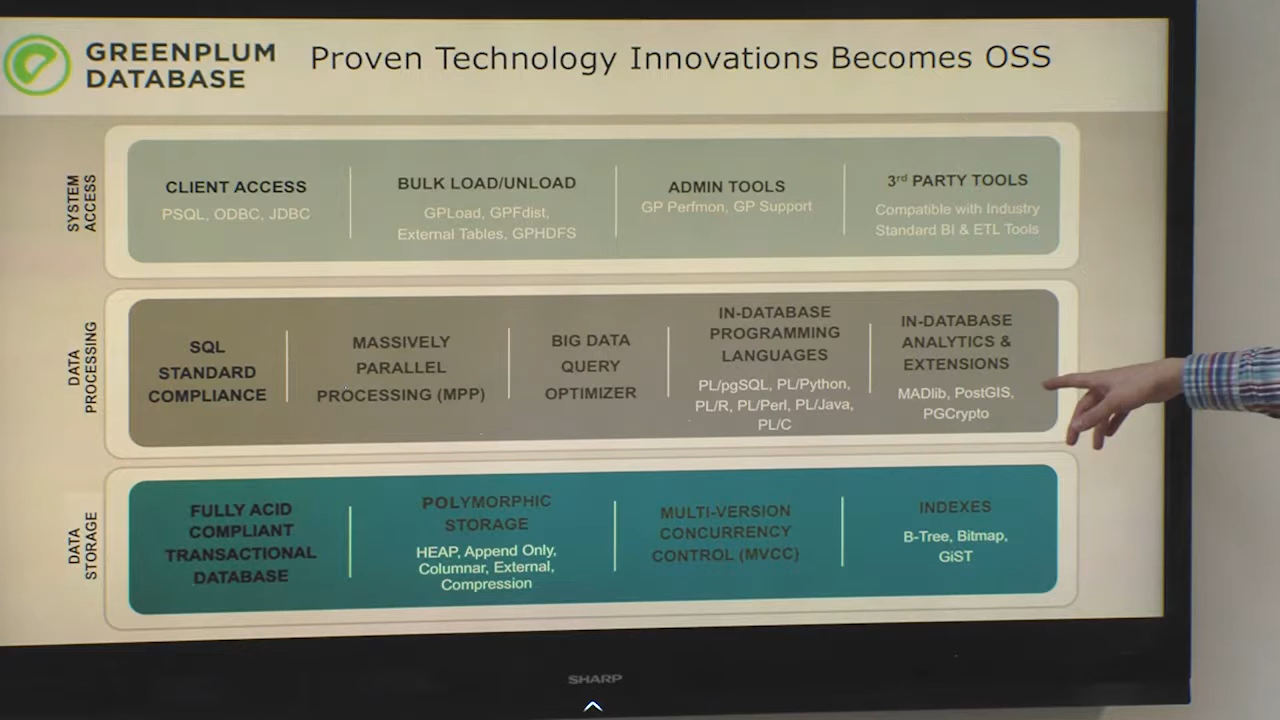 GREENPLUM
DATABASE
Proven Technology Innovations Becomes OSS
SYSTEM
ACCESS
CLIENT ACCESS
PSQL, ODBC, JDBC
BULK LOAD/UNLOAD
GPLoad, GPFdist,
External Tables, GPHDFS
ADMIN TOOLS
GP Perfmon, GP Support
3rd PARTY TOOLS
Compatible with Industry
Standard BI & ETL Tools
DATA
PROCESSING
SQL
STANDARD
COMPLIANCE
MASSIVELY
PARALLEL
PROCESSING (MPP)
BIG DATA
QUERY
OPTIMIZER
IN-DATABASE
PROGRAMMING
LANGUAGES
PL/pgSQL, PL/Python,
PL/R, PL/Perl, PL/Java,
PL/C
IN-DATABASE
ANALYTICS &
EXTENSIONS
MADlib, PostGIS,
PGCrypto
DATA
STORAGE
FULLY ACID
COMPLIANT
TRANSACTIONAL
DATABASE
POLYMORPHIC
STORAGE
HEAP, Append Only,
Columnar, External,
Compression
MULTI-VERSION
CONCURRENCY
CONTROL (MVCC)
INDEXES
B-Tree, Bitmap,
GiST
SHARP